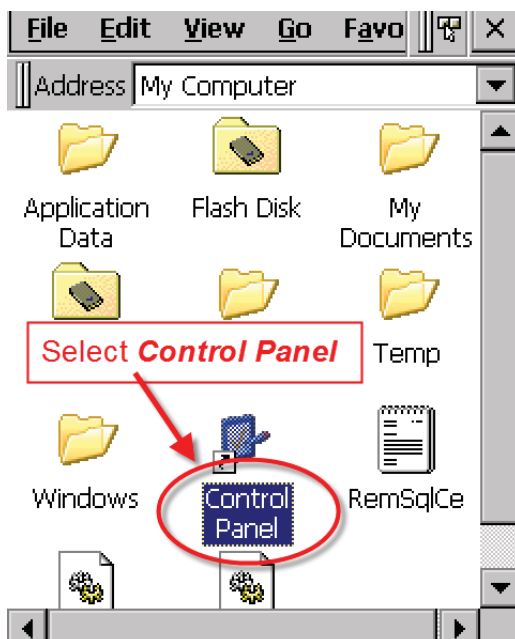 File Edit View Go Favo
Address My Computer
Application Data
Flash Disk
My Documents
Select Control Panel
Temp
Windows
Control Panel
RemSqlCe